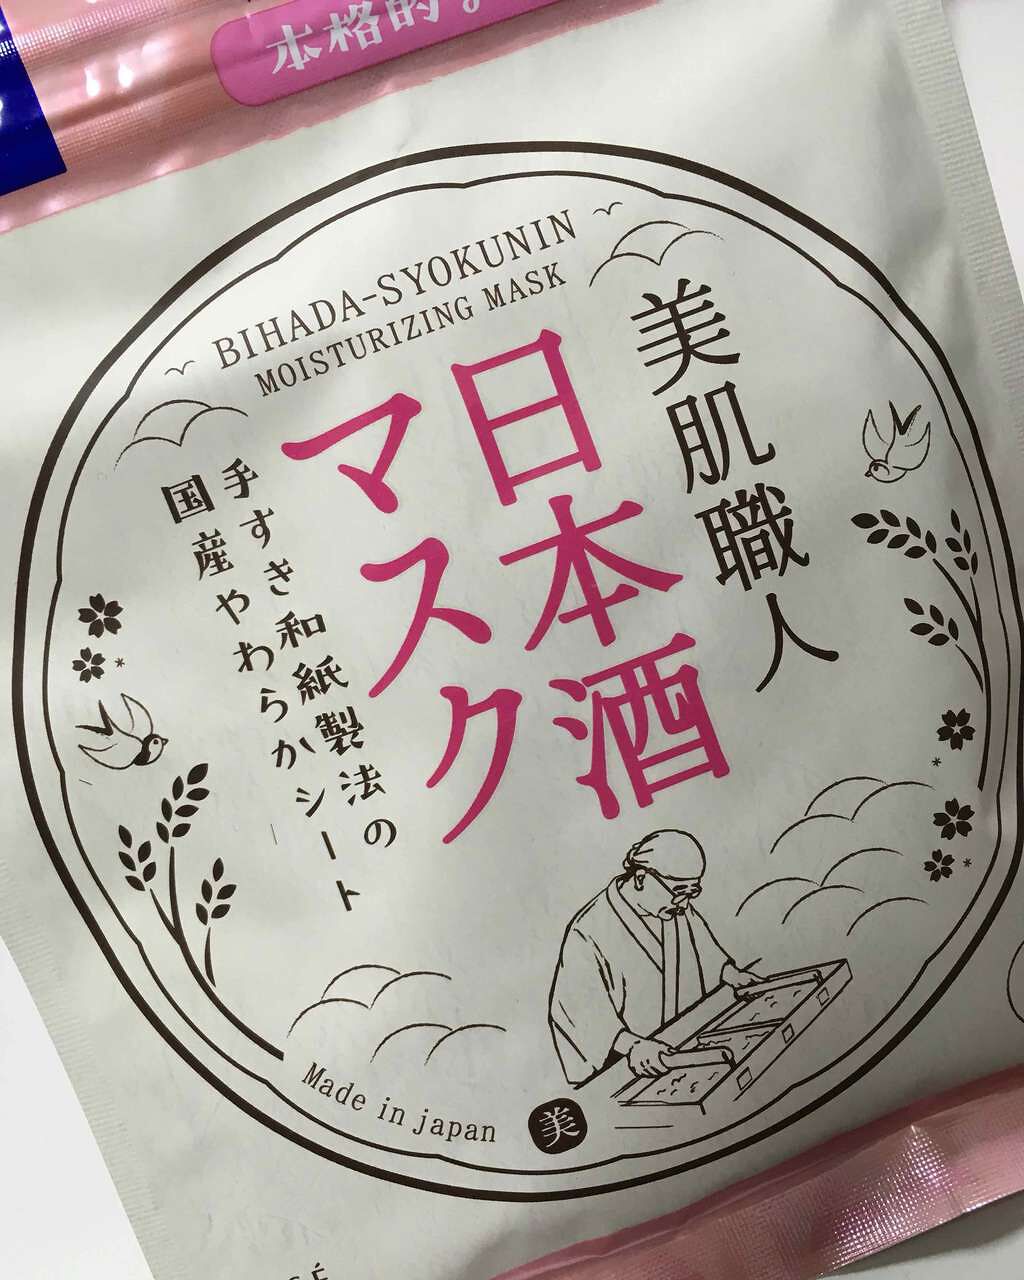 本格的
BIHADA-SYOKUNIN
MOISTURIZING MASK
美肌職人
日本酒
マスク
手すき和紙製法の
国産やわらかシート
Made in japan
美